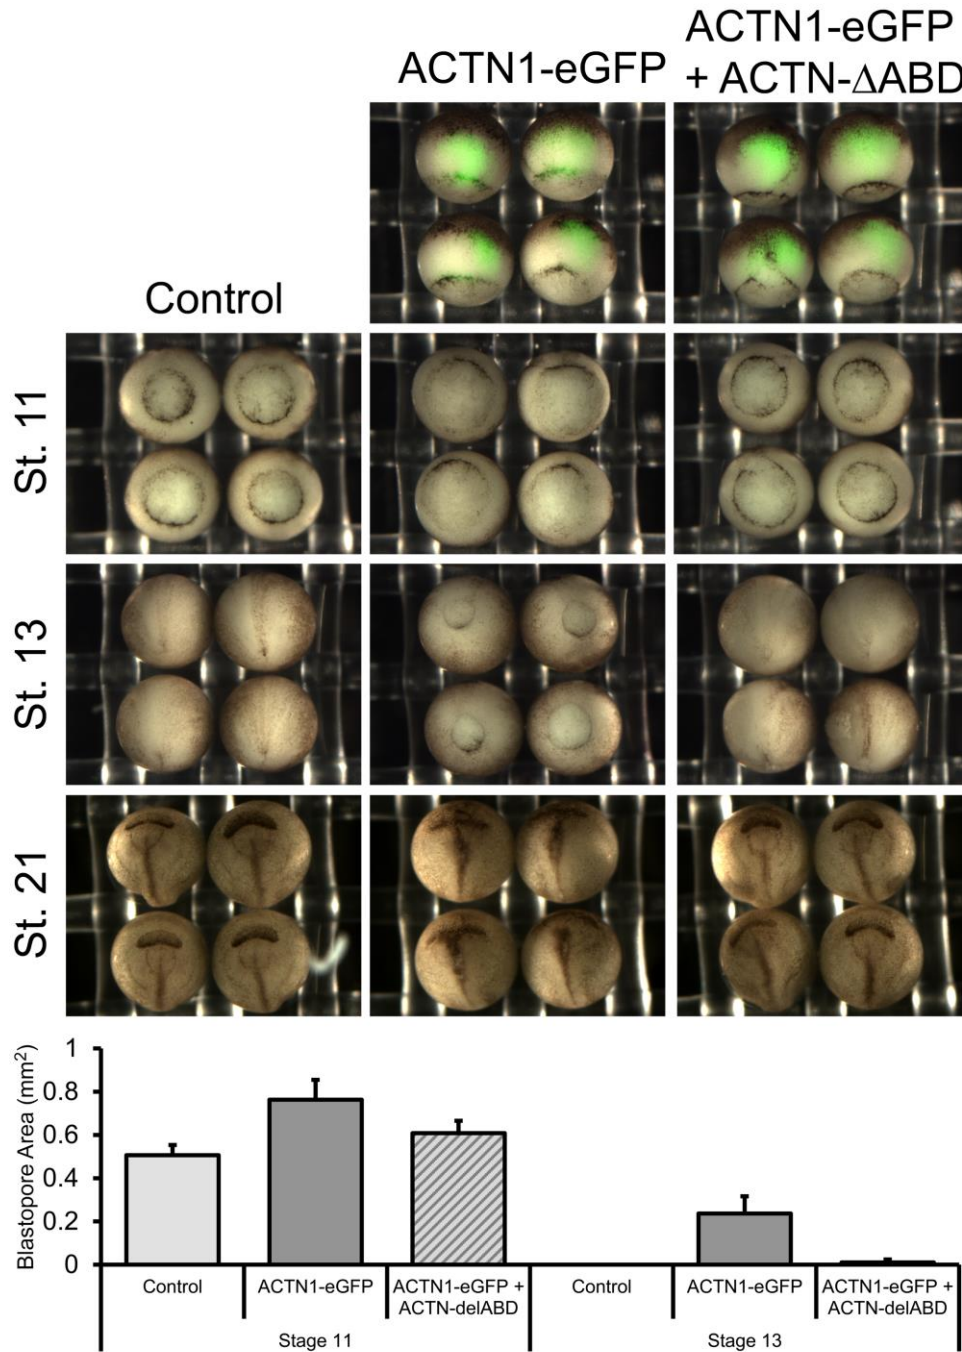 ACTN1-eGFP
ACTN1-eGFP
+ ACTN-ΔABD
Control
St. 11
St. 13
St. 21
Blastopore Area (mm²)
1
0.8
0.6
0.4
0.2
0
Control
ACTN1-eGFP
ACTN1-eGFP +
ACTN-delABD
Control
ACTN1-eGFP
ACTN1-eGFP +
ACTN-delABD
Stage 11
Stage 13